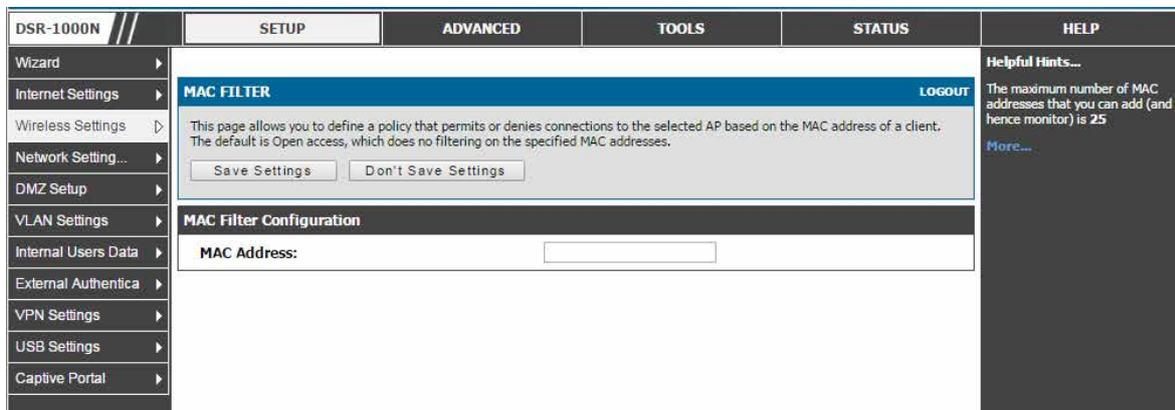 DSR-1000N
SETUP
ADVANCED
TOOLS
STATUS
HELP
Wizard
Internet Settings
Wireless Settings
Network Setting...
DMZ Setup
VLAN Settings
Internal Users Data
External Authentica
VPN Settings
USB Settings
Captive Portal
MAC FILTER
LOGOUT
This page allows you to define a policy that permits or denies connections to the selected AP based on the MAC address of a client.
The default is Open access, which does no filtering on the specified MAC addresses.
Save Settings
Don't Save Settings
MAC Filter Configuration
MAC Address:
Helpful Hints...
The maximum number of MAC
addresses that you can add (and
hence monitor) is 25
More...